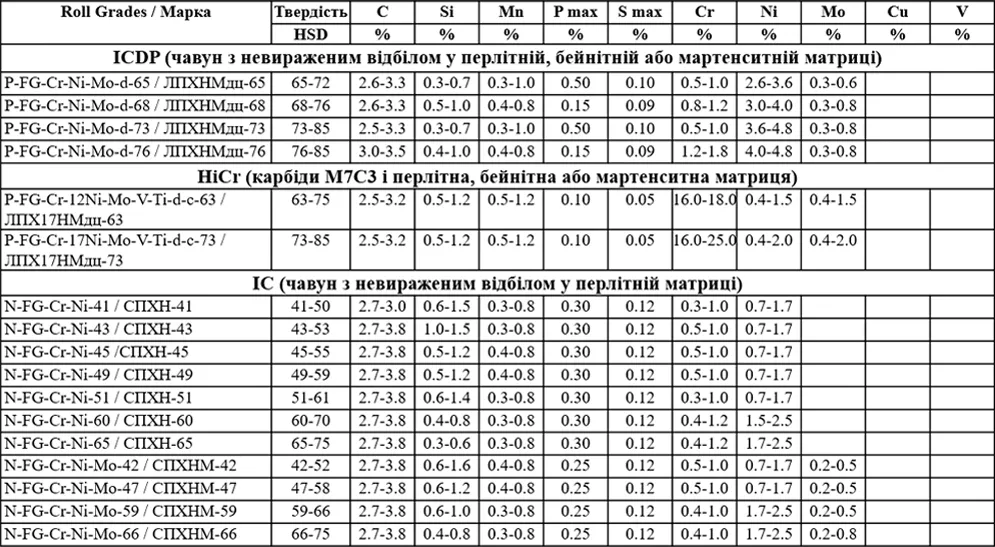 Roll Grades / Марка Твердість C Si Mn P max S max Cr Ni Mo Cu V
HSD % % % % % % % % % %
ICDP (чавун з невираженим відбілом у перлітній, бейнітній або мартенситній матриці)
P-FG-Cr-Ni-Mo-d-65 / ЛПХНМдц-65 65-72 2.6-3.3 0.3-0.7 0.3-1.0 0.50 0.10 0.5-1.0 2.6-3.6 0.3-0.6
P-FG-Cr-Ni-Mo-d-68 / ЛПХНМдц-68 68-76 2.6-3.3 0.5-1.0 0.4-0.8 0.15 0.09 0.8-1.2 3.0-4.0 0.3-0.8
P-FG-Cr-Ni-Mo-d-73 / ЛПХНМдц-73 73-85 2.5-3.3 0.3-0.7 0.3-1.0 0.50 0.10 0.5-1.0 3.6-4.8 0.3-0.8
P-FG-Cr-Ni-Mo-d-76 / ЛПХНМдц-76 76-85 3.0-3.5 0.4-1.0 0.4-0.8 0.15 0.09 1.2-1.8 4.0-4.8 0.3-0.8
HiCr (карбіди M7C3 і перлітна, бейнітна або мартенситна матриця)
P-FG-Cr-12Ni-Mo-V-Ti-d-c-63 / 63-75 2.5-3.2 0.5-1.2 0.5-1.2 0.10 0.05 16.0-18.0 0.4-1.5 0.4-1.5
ЛПХ17НМдц-63
P-FG-Cr-17Ni-Mo-V-Ti-d-c-73 / 73-85 2.5-3.2 0.5-1.2 0.5-1.2 0.10 0.05 16.0-25.0 0.4-2.0 0.4-2.0
ЛПХ17НМдц-73
IC (чавун з невираженим відбілом у перлітній матриці)
N-FG-Cr-Ni-41 / СПХН-41 41-50 2.7-3.0 0.6-1.5 0.3-0.8 0.30 0.12 0.3-1.0 0.7-1.7
N-FG-Cr-Ni-43 / СПХН-43 43-53 2.7-3.8 1.0-1.5 0.3-0.8 0.30 0.12 0.5-1.0 0.7-1.7
N-FG-Cr-Ni-45 /СПХН-45 45-55 2.7-3.8 0.5-1.2 0.4-0.8 0.30 0.12 0.5-1.0 0.7-1.7
N-FG-Cr-Ni-49 / СПХН-49 49-59 2.7-3.8 0.5-1.2 0.4-0.8 0.30 0.12 0.5-1.0 0.7-1.7
N-FG-Cr-Ni-51 / СПХН-51 51-61 2.7-3.8 0.6-1.4 0.3-0.8 0.30 0.12 0.3-1.0 0.7-1.7
N-FG-Cr-Ni-60 / СПХН-60 60-70 2.7-3.8 0.4-0.8 0.3-0.8 0.30 0.12 0.4-1.2 1.5-2.5
N-FG-Cr-Ni-65 / СПХН-65 65-75 2.7-3.8 0.3-0.6 0.3-0.8 0.30 0.12 0.4-1.2 1.7-2.5
N-FG-Cr-Ni-Mo-42 / СПХНМ-42 42-52 2.7-3.8 0.6-1.6 0.4-0.8 0.25 0.12 0.5-1.0 0.7-1.7 0.2-0.5
N-FG-Cr-Ni-Mo-47 / СПХНМ-47 47-58 2.7-3.8 0.6-1.2 0.4-0.8 0.25 0.12 0.5-1.0 0.7-1.7 0.2-0.5
N-FG-Cr-Ni-Mo-59 / СПХНМ-59 59-66 2.7-3.8 0.6-1.0 0.3-0.8 0.25 0.12 0.4-1.0 1.7-2.5 0.2-0.5
N-FG-Cr-Ni-Mo-66 / СПХНМ-66 66-75 2.7-3.8 0.4-0.8 0.3-0.8 0.25 0.12 0.4-1.0 1.7-2.5 0.2-0.8